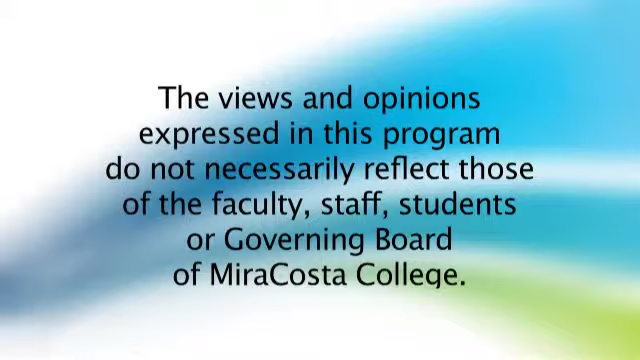 The views and opinions
expressed in this program
do not necessarily reflect those
of the faculty, staff, students
or Governing Board
of MiraCosta College.